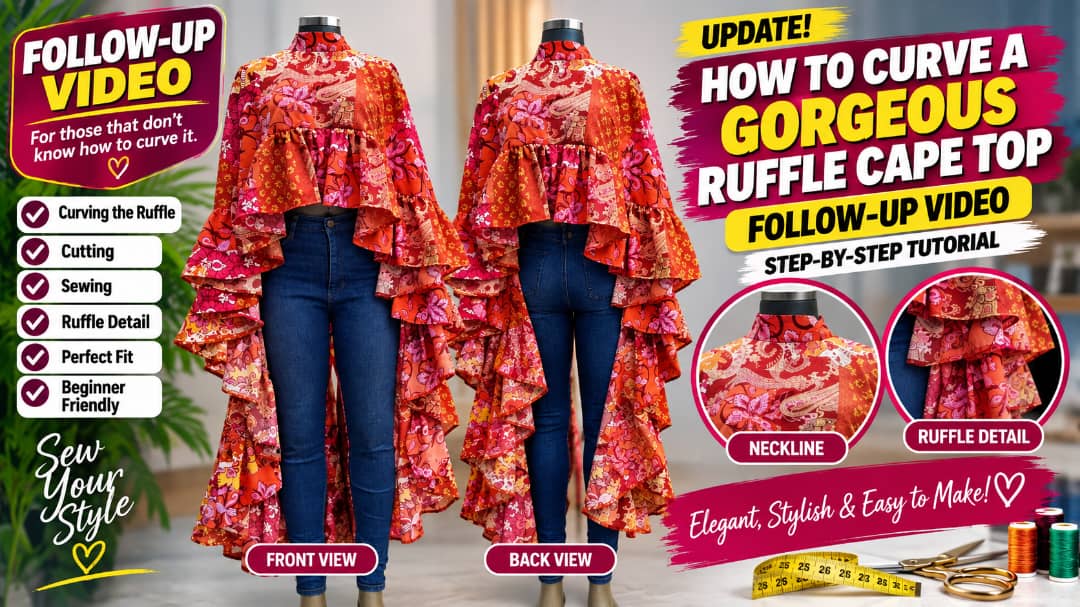 FOLLOW-UP
VIDEO
For those that don't
know how to curve it.
Curving the Ruffle
Cutting
Sewing
Ruffle Detail
Perfect Fit
Beginner
Friendly
Sew
Your
Style
FRONT VIEW
BACK VIEW
UPDATE!
HOW TO CURVE A
GORGEOUS
RUFFLE CAPE TOP
FOLLOW-UP VIDEO
STEP-BY-STEP TUTORIAL
NECKLINE
RUFFLE DETAIL
Elegant, Stylish & Easy to Make!